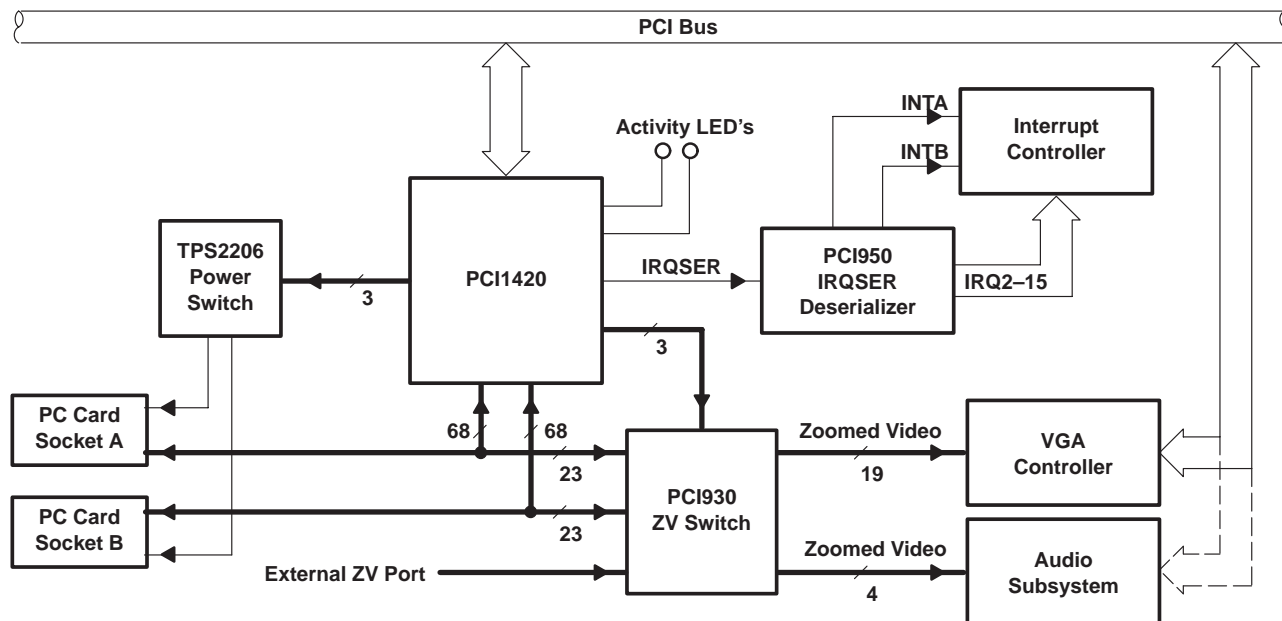 PCI Bus
Activity LED’s
INTA
INTB
Interrupt
Controller
TPS2206
Power
Switch
3
PCI1420
IRQSER
PCI950
IRQSER
Deserializer
IRQ2–15
3
PC Card
Socket A
68
68
23
Zoomed Video
19
VGA
Controller
PCI930
ZV Switch
PC Card
Socket B
23
External ZV Port
Zoomed Video
4
Audio
Subsystem